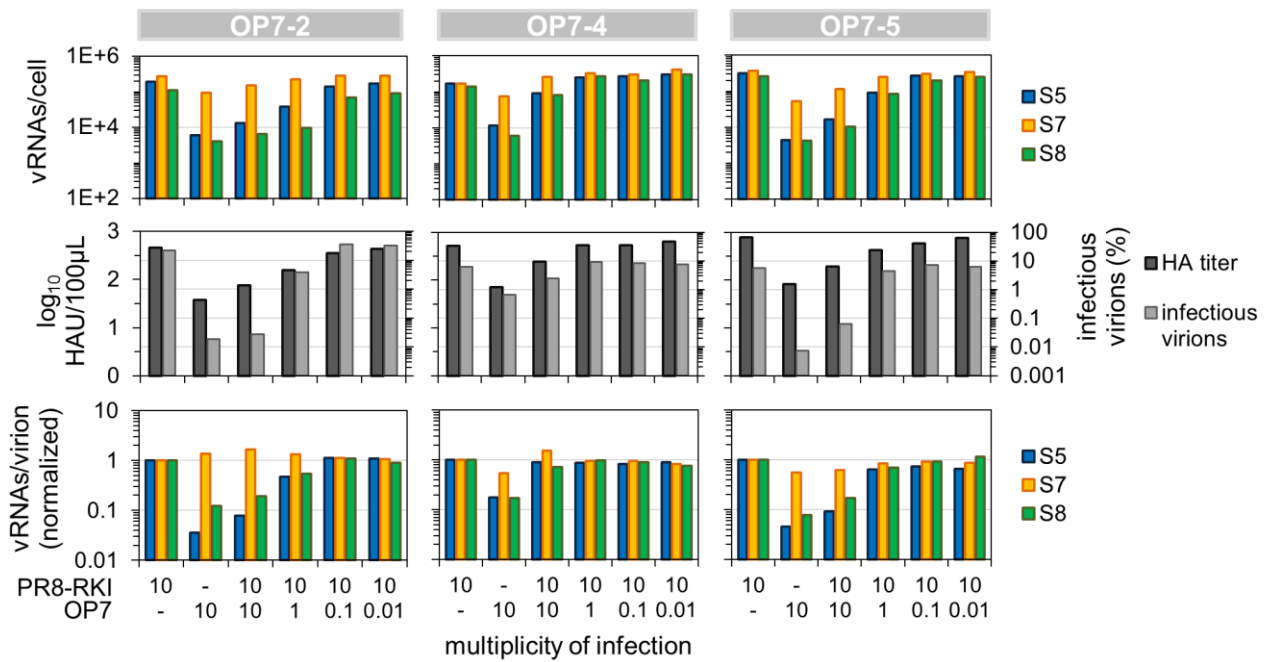 OP7-2 OP7-4 OP7-5
vRNAs/cell
1E+6
1E+4
1E+2
S5
S7
S8
log10
HAU/100µL
3
2
1
0
100
10
1
0.1
0.01
0.001
infectious
virions (%)
HA titer
infectious
virions
vRNAs/virion
(normalized)
10
1
0.1
0.01
S5
S7
S8
PR8-RKI 10 - 10 10 10 10 10 - 10 10 10 10 10 - 10 10 10 10
OP7 - 10 10 1 0.1 0.01 - 10 10 1 0.1 0.01 - 10 10 1 0.1 0.01
multiplicity of infection